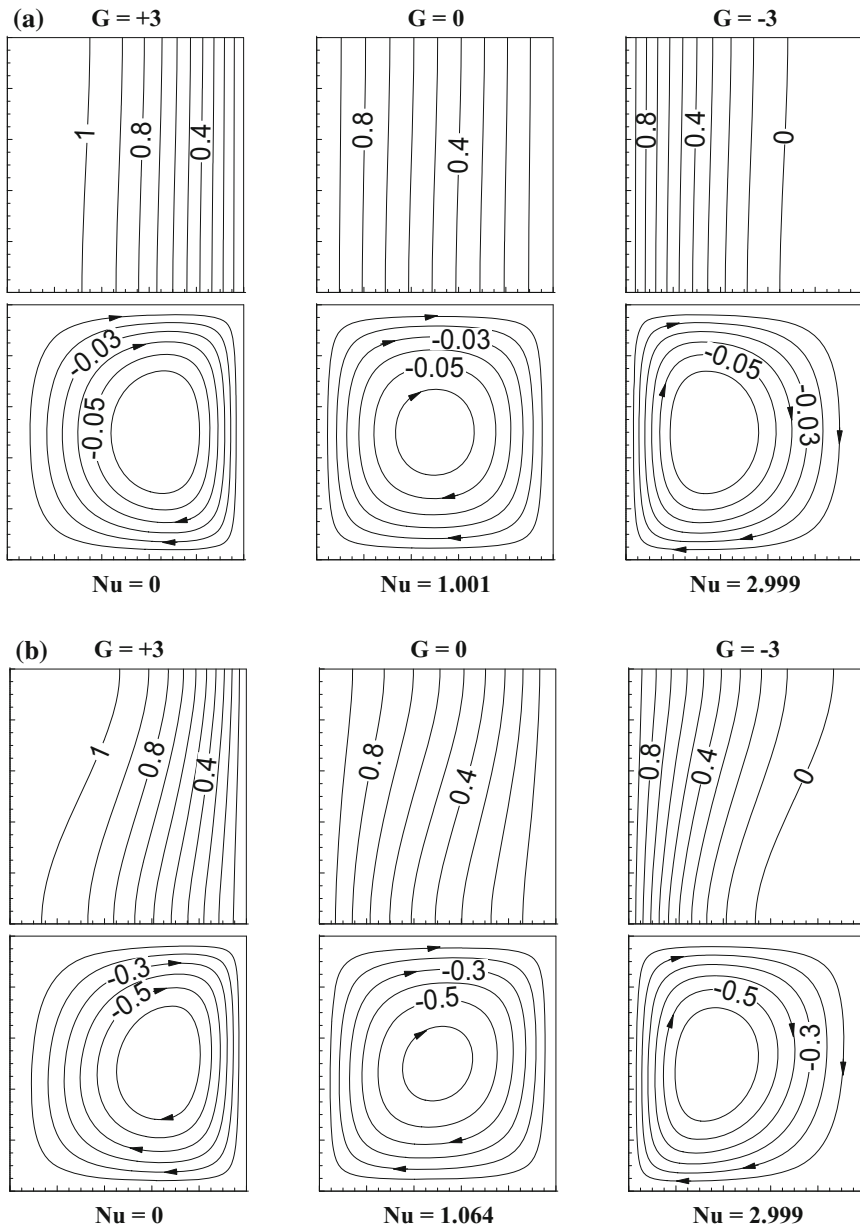 (a) G = +3 G = 0 G = -3
1 0.8 0.4 0.8 0.4 0.8 0.4 0
-0.03 -0.05 -0.03 -0.05 -0.05 -0.03
Nu = 0 Nu = 1.001 Nu = 2.999
(b) G = +3 G = 0 G = -3
1 0.8 0.4 0.8 0.4 0.8 0.4 0
-0.3 -0.5 -0.3 -0.5 -0.5 -0.3
Nu = 0 Nu = 1.064 Nu = 2.999